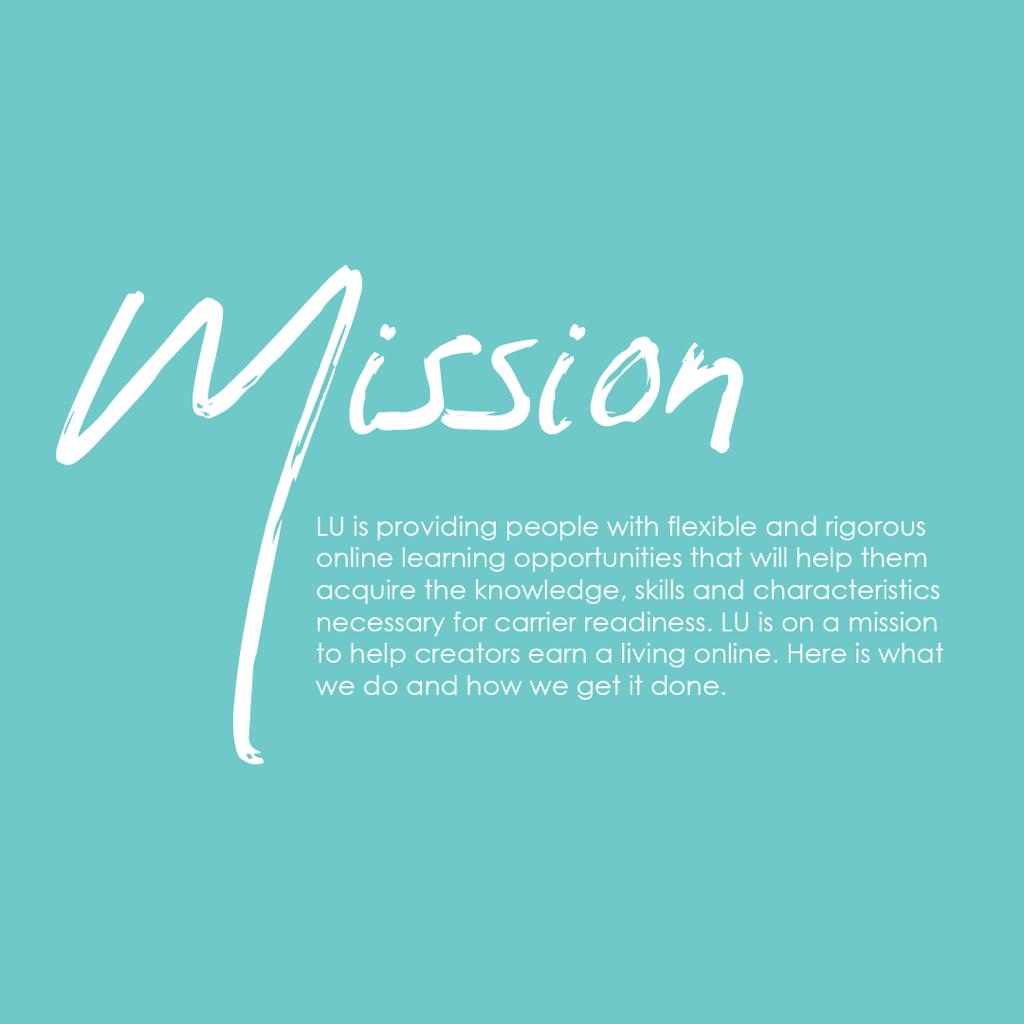 Mission
LU is providing people with flexible and rigorous
online learning opportunities that will help them
acquire the knowledge, skills and characteristics
necessary for carrier readiness. LU is on a mission
to help creators earn a living online. Here is what
we do and how we get it done.